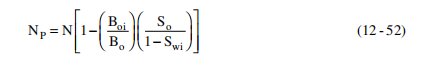 N_P = N[1-(B_oi/B_o)(S_o/1-S_wi)] (12-52)